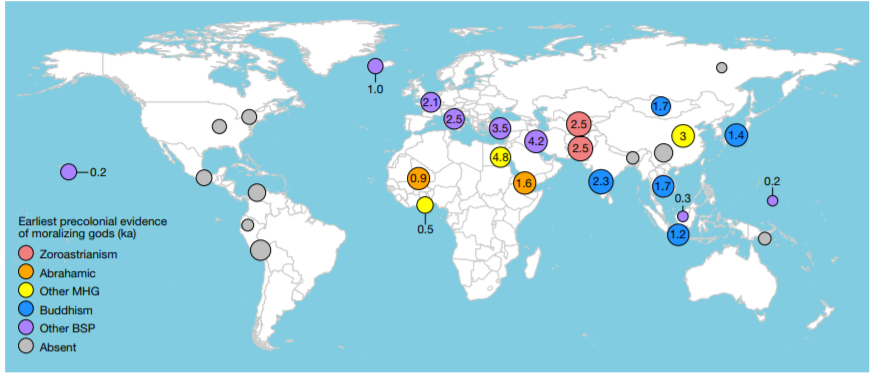 1.0
2.1
2.5
3.5
4.2
2.5
2.5
1.7
3
1.4
4.8
0.9
1.6
0.5
2.3
1.7
0.3
0.2
1.2
0.2
Earliest precolonial evidence
of moralizing gods (ka)
Zoroastrianism
Abrahamic
Other MHG
Buddhism
Other BSP
Absent